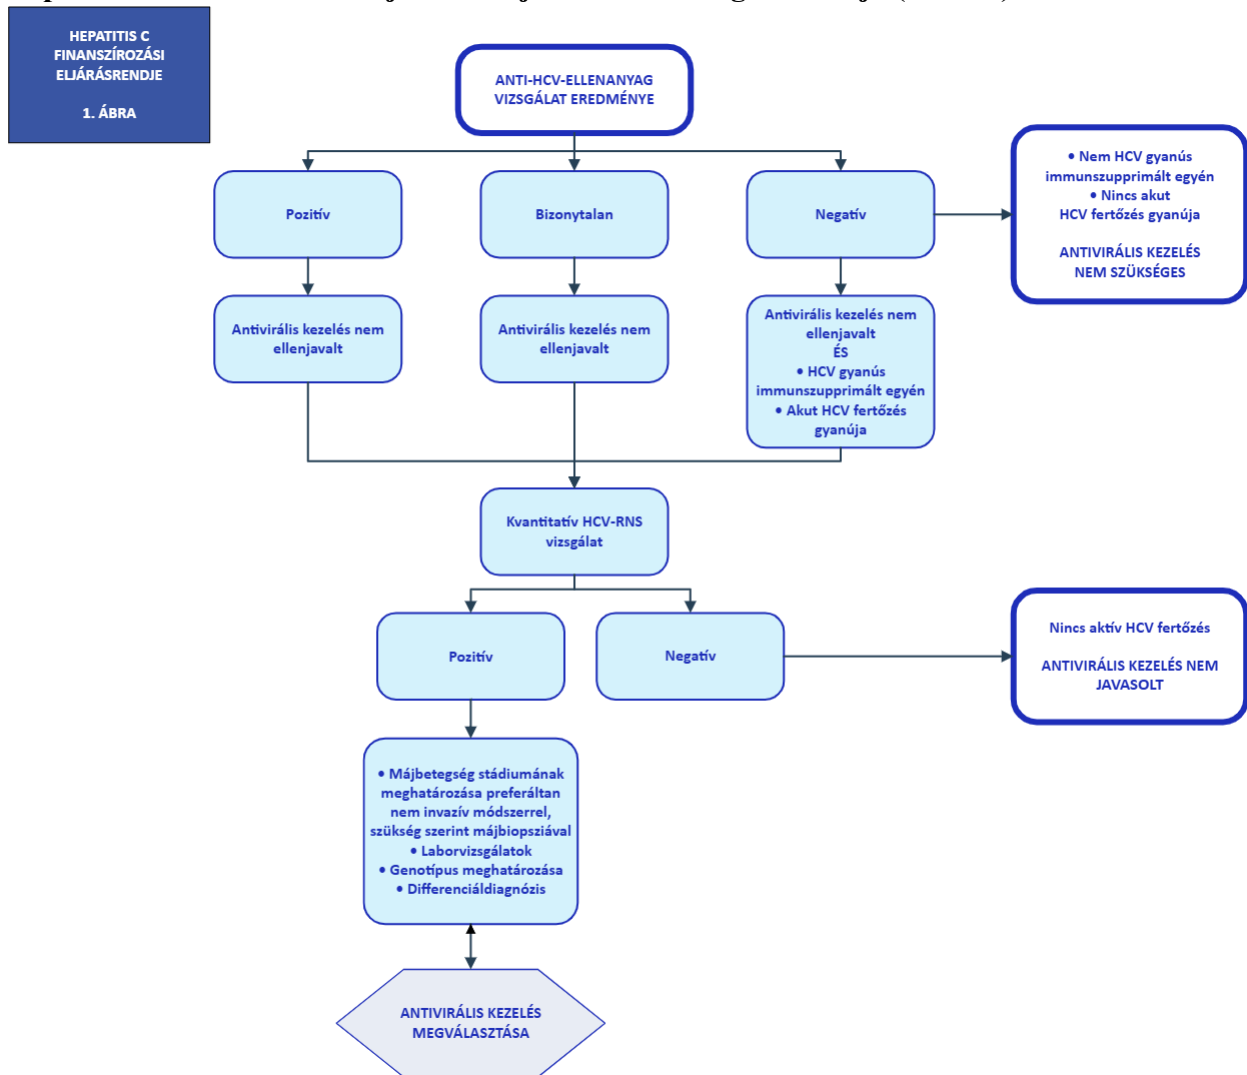 HEPATITIS C
FINANSZÍROZÁSI
ELJÁRÁSRENDJE
1. ÁBRA
ANTI-HCV-ELLENANYAG
VIZSGÁLAT EREDMÉNYE
Pozitív
Bizonytalan
Negatív
• Nem HCV gyanús
immunszupprimált egyén
• Nincs akut
HCV fertőzés gyanúja
ANTIVIRÁLIS KEZELÉS
NEM SZÜKSÉGES
Antivirális kezelés nem
ellenjavalt
Antivirális kezelés nem
ellenjavalt
Antivirális kezelés nem
ellenjavalt
ÉS
• HCV gyanús
immunszupprimált egyén
• Akut HCV fertőzés
gyanúja
Kvantitatív HCV-RNS
vizsgálat
Pozitív
Negatív
Nincs aktív HCV fertőzés
ANTIVIRÁLIS KEZELÉS NEM
JAVASOLT
• Májbetegség stádiumának
meghatározása preferáltan
nem invazív módszerrel,
szükség szerint májbiopsziával
• Laborvizsgálatok
• Genotípus meghatározása
• Differenciáldiagnózis
ANTIVIRÁLIS KEZELÉS
MEGVÁLASZTÁSA